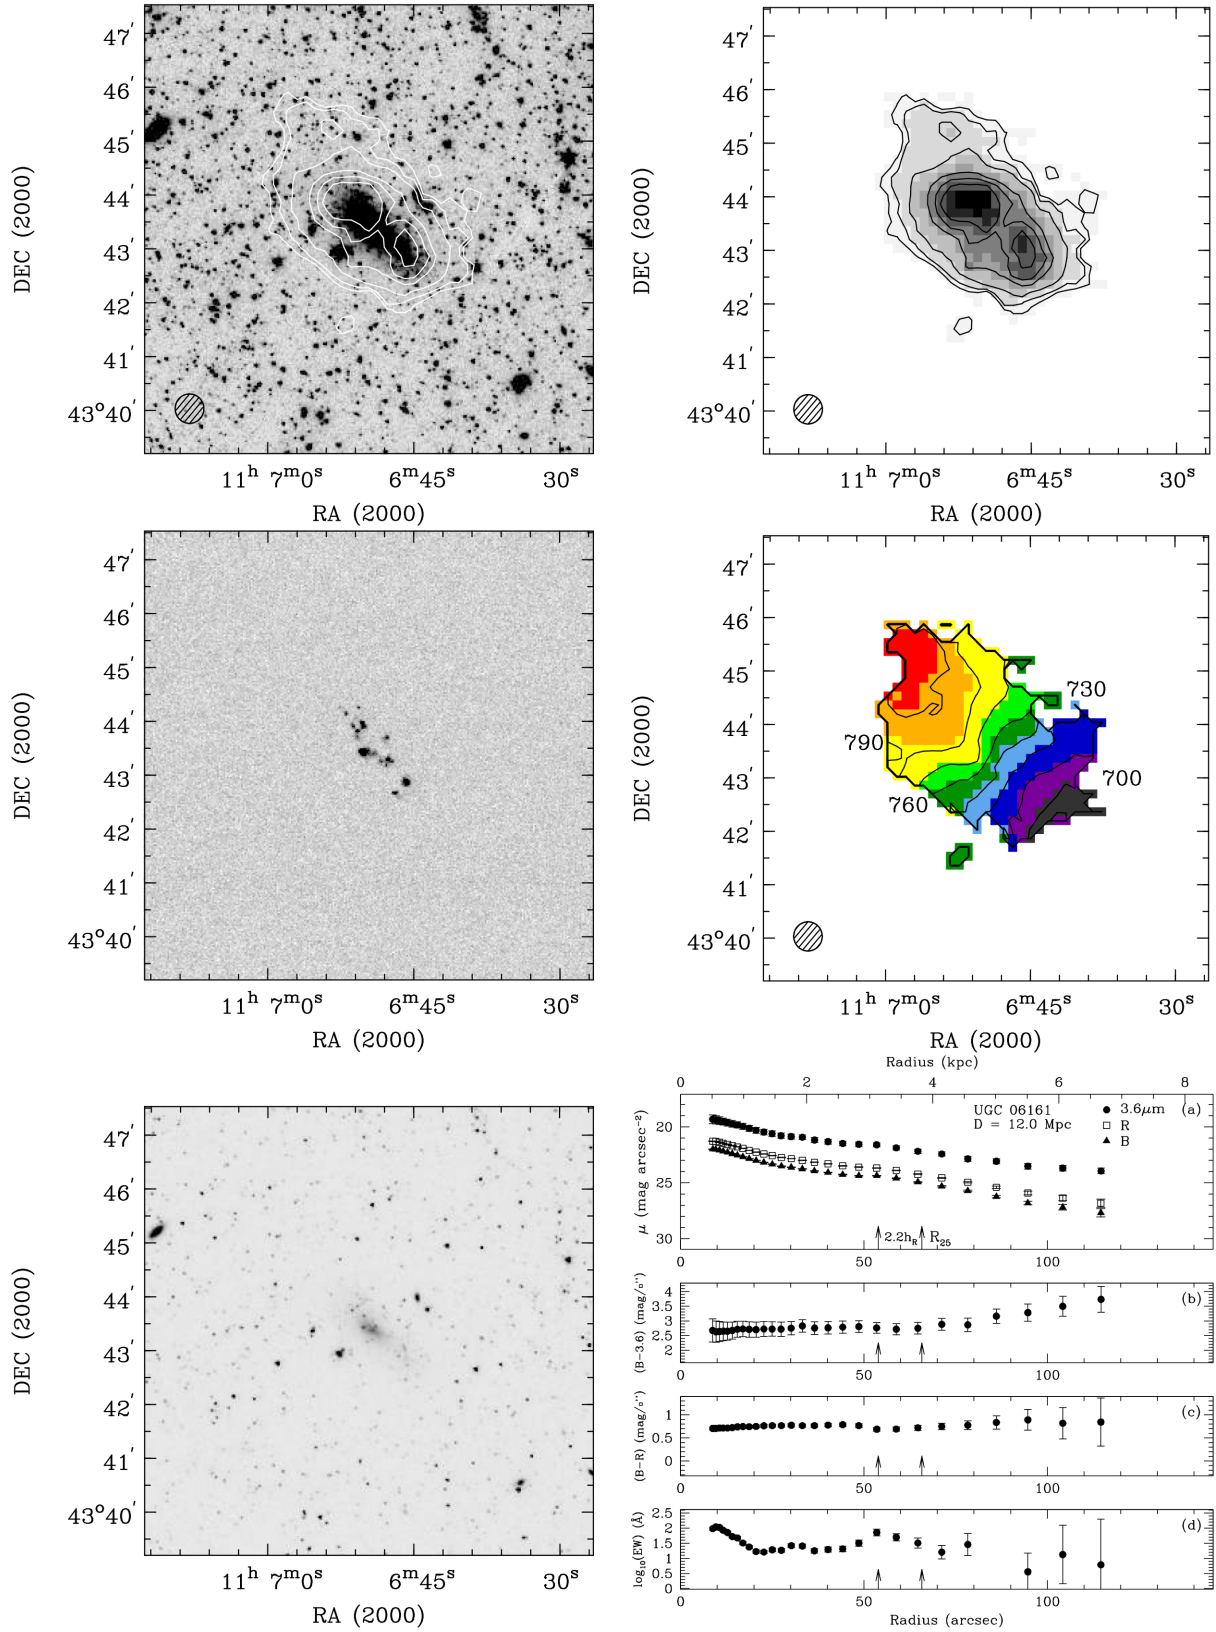 47′
46′
45′
44′
43′
42′
41′
43°40′
DEC (2000)
11ʰ 7ᵐ0ˢ
6ᵐ45ˢ
30ˢ
RA (2000)
47′
46′
45′
44′
43′
42′
41′
43°40′
DEC (2000)
11ʰ 7ᵐ0ˢ
6ᵐ45ˢ
30ˢ
RA (2000)
47′
46′
45′
44′
43′
42′
41′
43°40′
DEC (2000)
11ʰ 7ᵐ0ˢ
6ᵐ45ˢ
30ˢ
RA (2000)
47′
46′
45′
44′
43′
42′
41′
43°40′
DEC (2000)
730
790
700
760
11ʰ 7ᵐ0ˢ
6ᵐ45ˢ
30ˢ
RA (2000)
47′
46′
45′
44′
43′
42′
41′
43°40′
DEC (2000)
11ʰ 7ᵐ0ˢ
6ᵐ45ˢ
30ˢ
RA (2000)
Radius (kpc)
0 2 4 6 8
μ (mag arcsec⁻²)
20
25
30
UGC 06161
D = 12.0 Mpc
3.6μm
R
B
(a)
2.2h_R
R₂₅
0 50 100
(B-3.6) (mag/▫″)
4
3.5
3
2.5
2
(b)
0 50 100
(B-R) (mag/▫″)
1
0.5
0
(c)
0 50 100
log₁₀(EW) (Å)
2.5
2
1.5
1
0.5
0
(d)
0 50 100
Radius (arcsec)